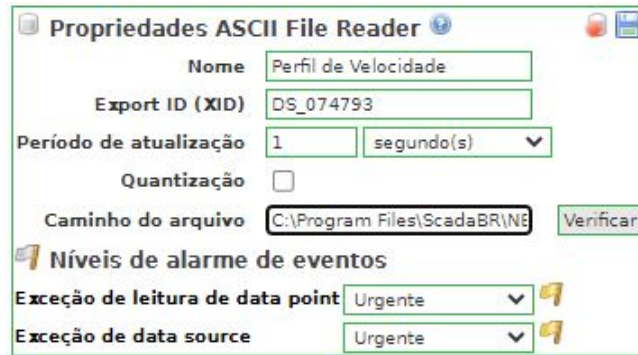 Propriedades ASCII File Reader
Nome Perfil de Velocidade
Export ID (XID) DS_074793
Período de atualização 1 segundo(s)
Quantização
Caminho do arquivo C:\Program Files\ScadaBR\NE Verificar
Níveis de alarme de eventos
Exceção de leitura de data point Urgente
Exceção de data source Urgente